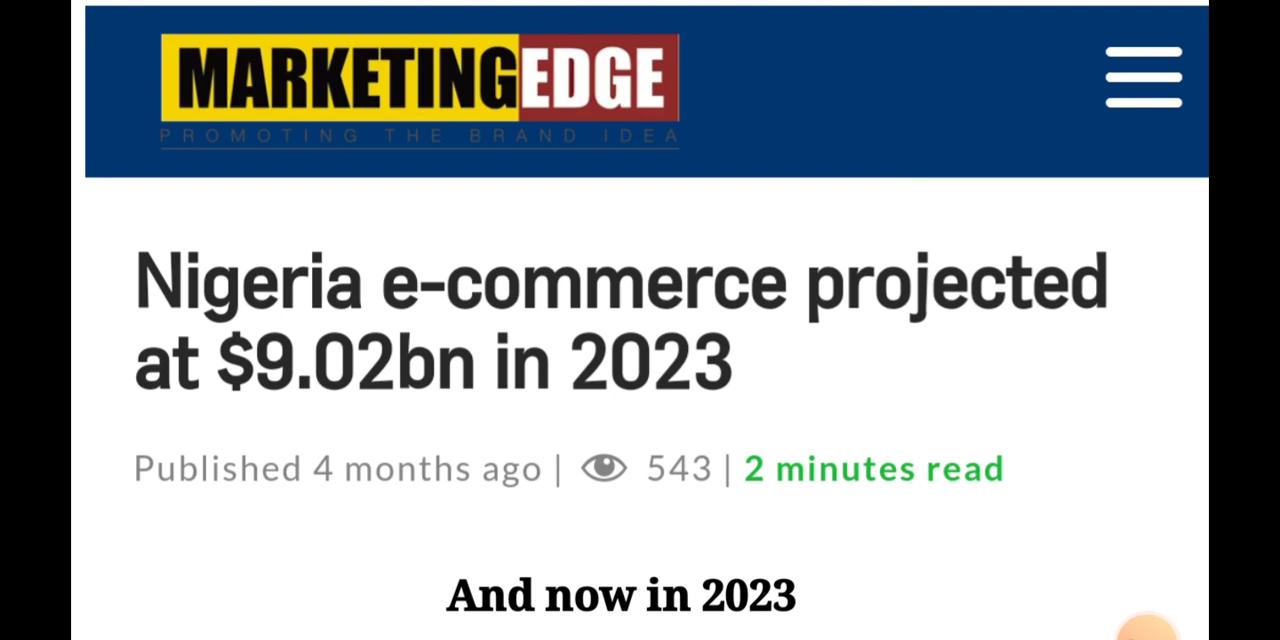 MARKETINGEDGE
PROMOTING THE BRAND IDEA
Nigeria e-commerce projected
at $9.02bn in 2023
Published 4 months ago | 543 | 2 minutes read
And now in 2023